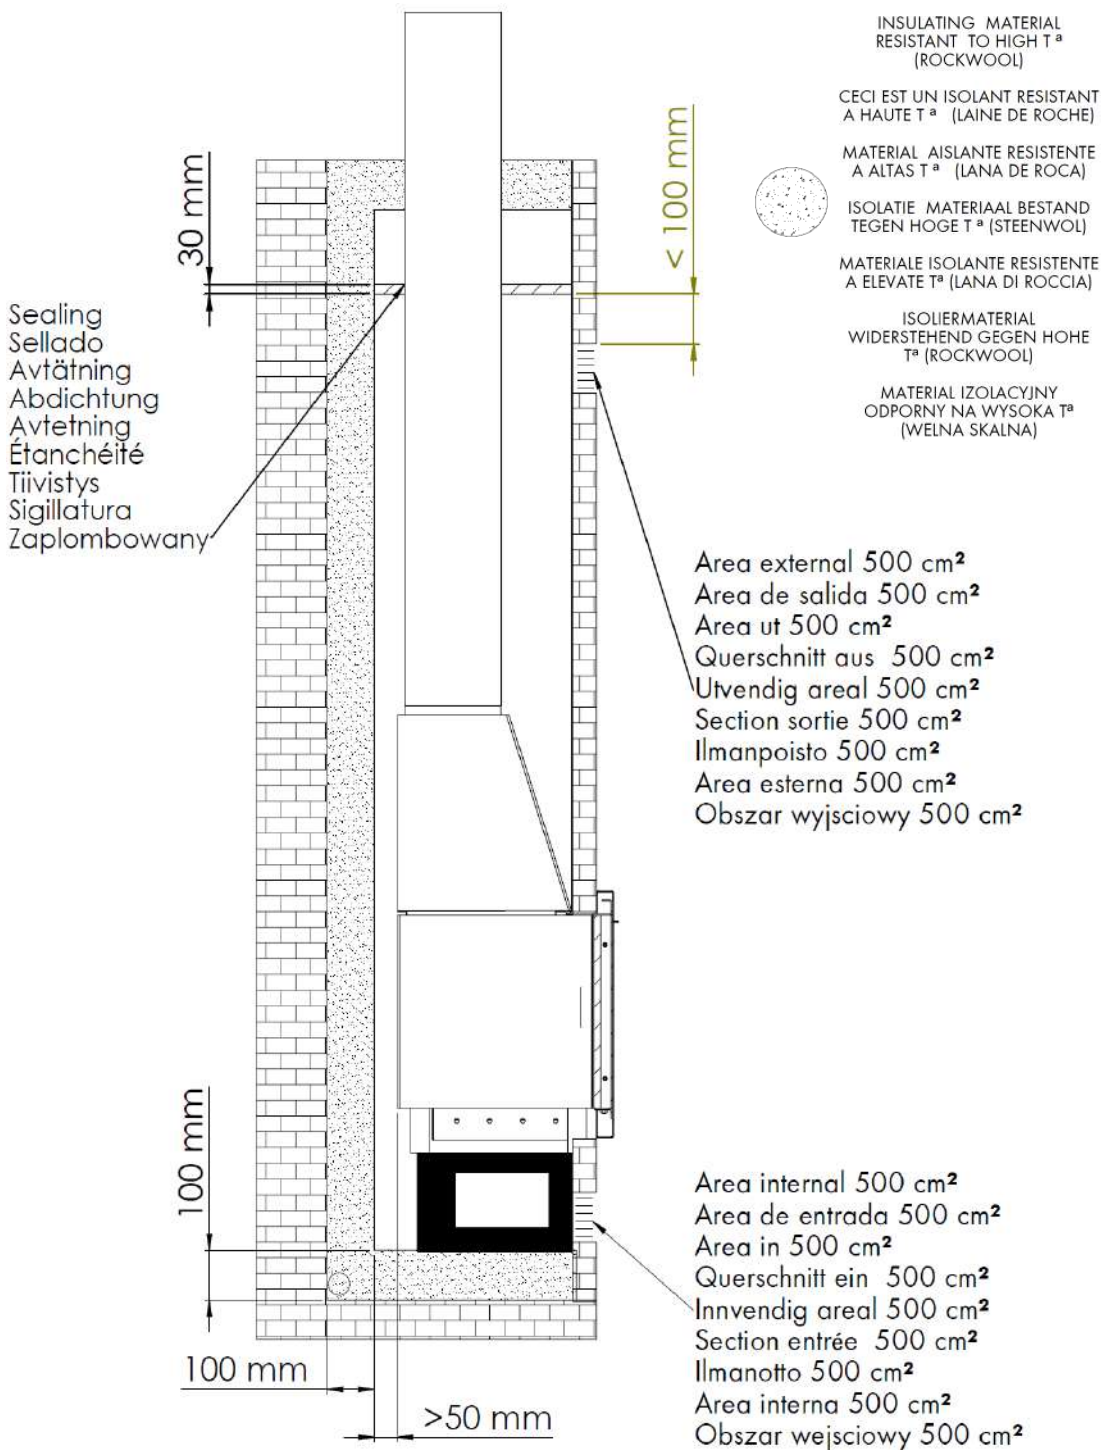 INSULATING MATERIAL
RESISTANT TO HIGH Tª
(ROCKWOOL)
CECI EST UN ISOLANT RESISTANT
A HAUTE Tª (LAINE DE ROCHE)
MATERIAL AISLANTE RESISTENTE
A ALTAS Tª (LANA DE ROCA)
ISOLATIE MATERIAAL BESTAND
TEGEN HOGE Tª (STEENWOL)
MATERIALE ISOLANTE RESISTENTE
A ELEVATE Tª (LANA DI ROCCIA)
ISOLIERMATERIAL
WIDERSTEHEND GEGEN HOHE
Tª (ROCKWOOL)
MATERIAL IZOLACYJNY
ODPORNY NA WYSOKA Tª
(WELNA SKALNA)
30 mm
< 100 mm
Sealing
Sellado
Avtätning
Abdichtung
Avtetning
Étanchéité
Tiivistys
Sigillatura
Zaplombowany
Area external 500 cm²
Area de salida 500 cm²
Area ut 500 cm²
Querschnitt aus 500 cm²
Utvendig areal 500 cm²
Section sortie 500 cm²
Ilmanpoisto 500 cm²
Area esterna 500 cm²
Obszar wyjsciowy 500 cm²
100 mm
Area internal 500 cm²
Area de entrada 500 cm²
Area in 500 cm²
Querschnitt ein 500 cm²
Innvendig areal 500 cm²
Section entrée 500 cm²
Ilmanotto 500 cm²
Area interna 500 cm²
Obszar wejsciowy 500 cm²
100 mm
>50 mm